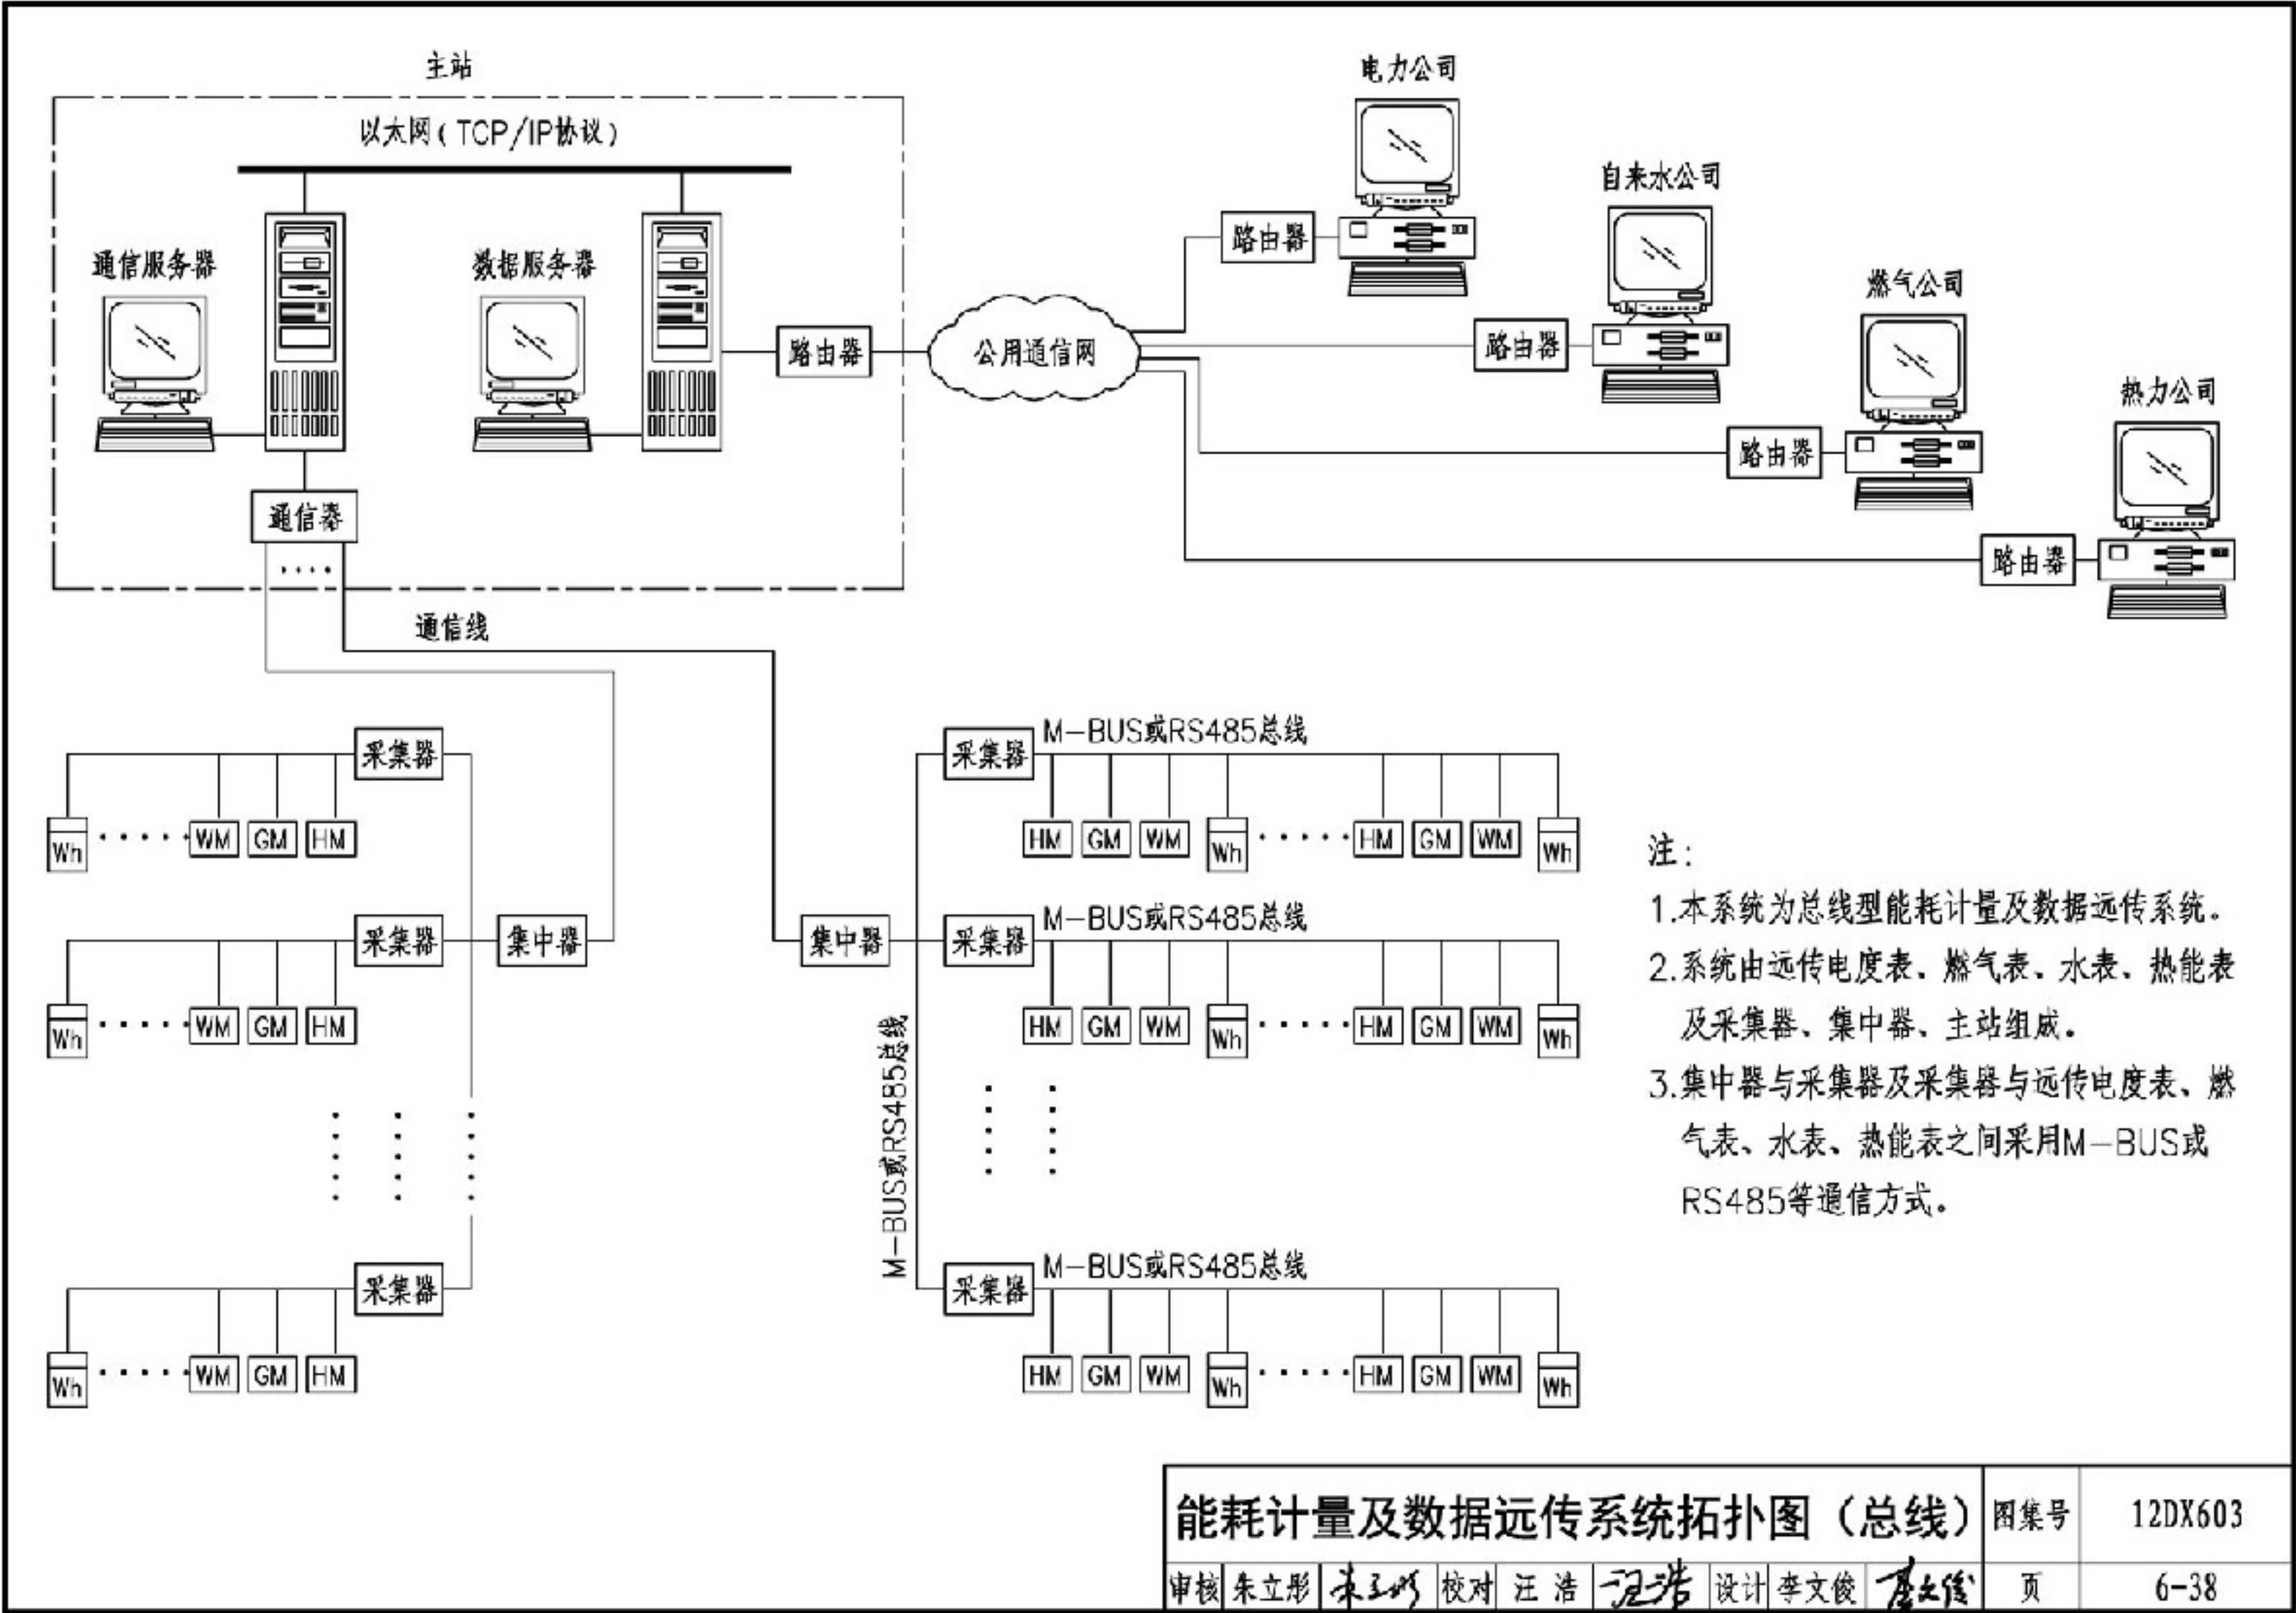 主站
以太网(TCP/IP协议)
通信服务器
数据服务器
路由器
通信器
公用通信网
电力公司
路由器
自来水公司
路由器
燃气公司
路由器
热力公司
路由器
通信线
采集器
Wh ····· WM GM HM
采集器
集中器
Wh ····· WM GM HM
采集器
Wh ····· WM GM HM
集中器
M-BUS或RS485总线
采集器
M-BUS或RS485总线
HM GM WM Wh ····· HM GM WM Wh
采集器
M-BUS或RS485总线
HM GM WM Wh ····· HM GM WM Wh
采集器
M-BUS或RS485总线
HM GM WM Wh ····· HM GM WM Wh
注:
1.本系统为总线型能耗计量及数据远传系统。
2.系统由远传电度表、燃气表、水表、热能表
及采集器、集中器、主站组成。
3.集中器与采集器及采集器与远传电度表、燃
气表、水表、热能表之间采用M-BUS或
RS485等通信方式。
能耗计量及数据远传系统拓扑图(总线) 图集号 12DX603
审核 朱立彤 校对 汪浩 汪浩 设计 李文俊 页 6-38